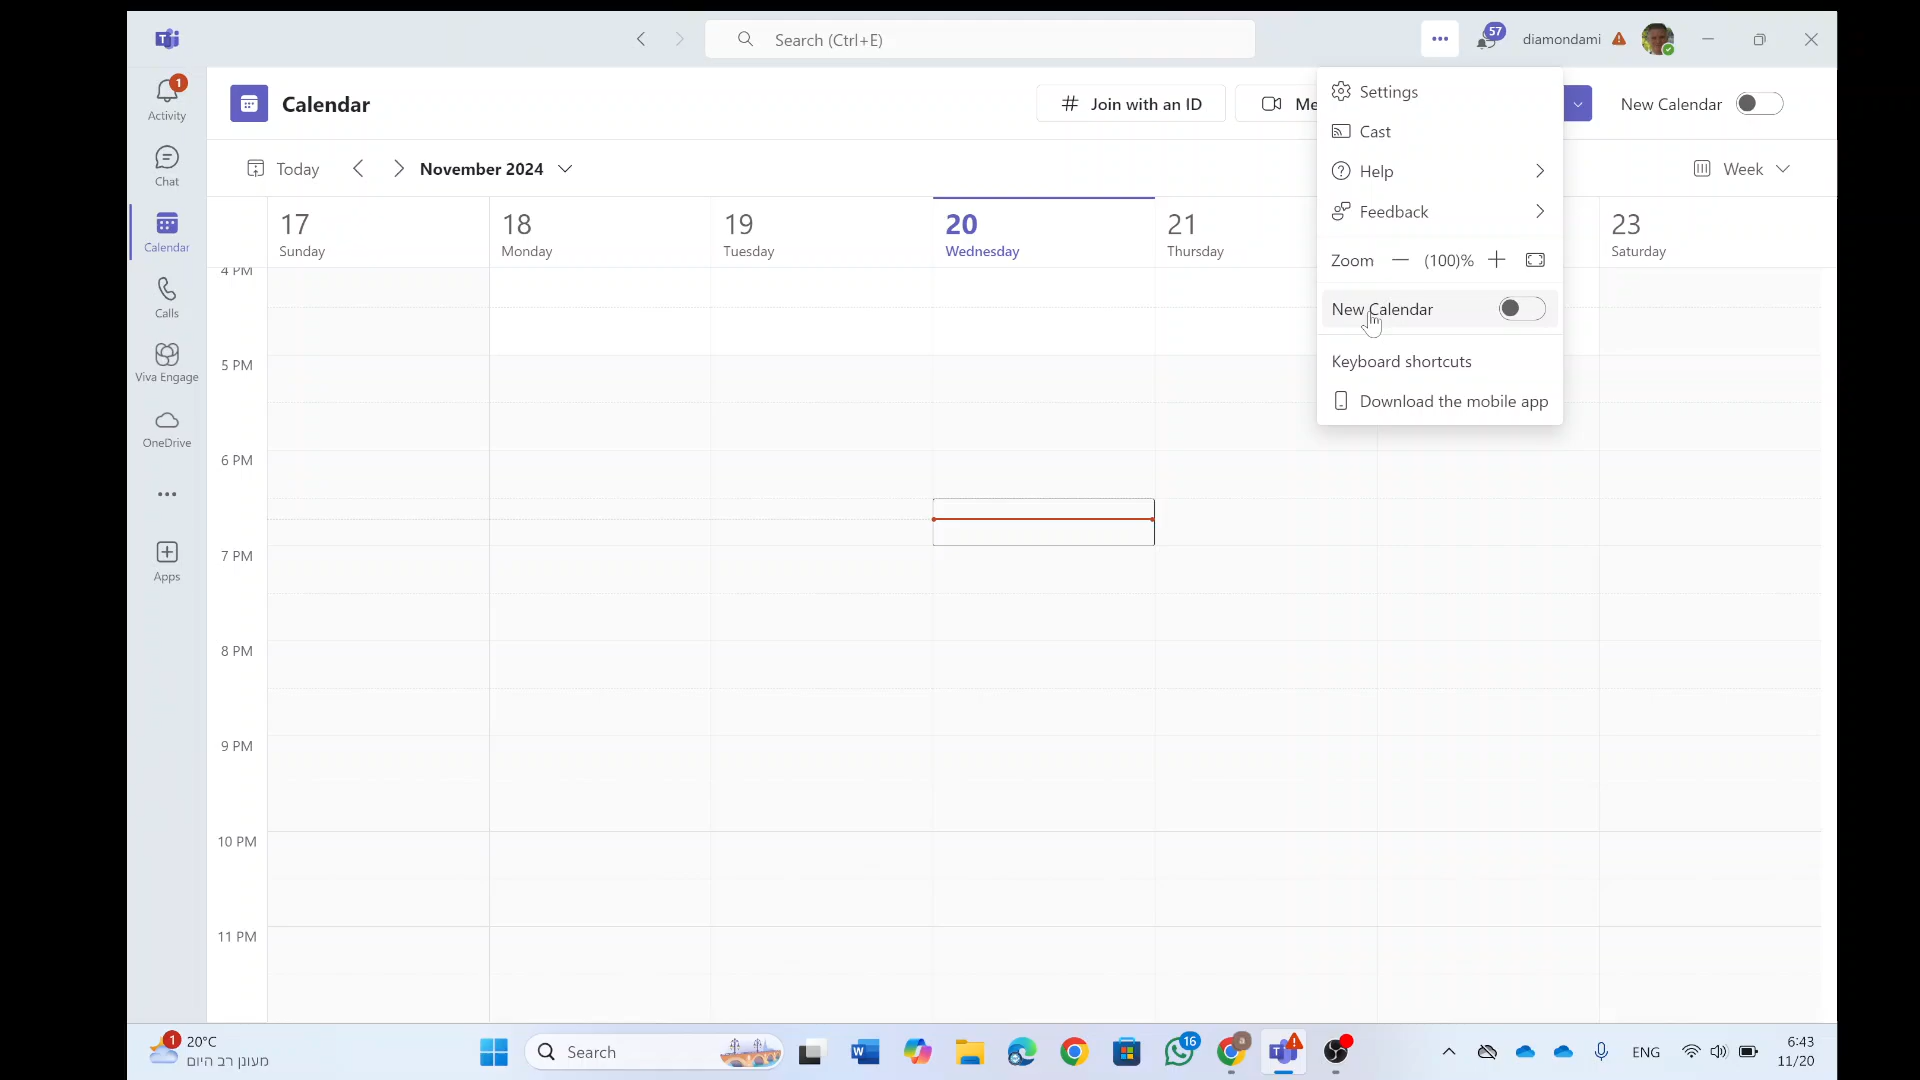 Search (Ctrl+E)
57
diamondami
1
Activity
Chat
Calendar
Calls
Viva Engage
OneDrive
Apps
Calendar
Join with an ID
Me
New Calendar
Today
November 2024
Week
17
Sunday
18
Monday
19
Tuesday
20
Wednesday
21
Thursday
23
Saturday
4 PM
5 PM
6 PM
7 PM
8 PM
9 PM
10 PM
11 PM
Settings
Cast
Help
Feedback
Zoom (100)%
New Calendar
Keyboard shortcuts
Download the mobile app
1
20°C
מעונן רב היום
Search
16
a
ENG
6:43
11/20